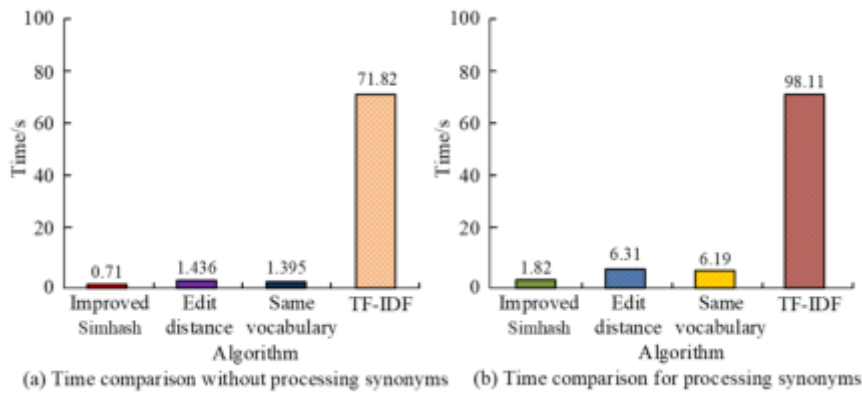 100
80
60
40
20
0
Time/s
0.71
1.436
1.395
71.82
Improved Simhash
Edit distance
Same vocabulary
TF-IDF
Algorithm
(a) Time comparison without processing synonyms
100
80
60
40
20
0
Time/s
1.82
6.31
6.19
98.11
Improved Simhash
Edit distance
Same vocabulary
TF-IDF
Algorithm
(b) Time comparison for processing synonyms